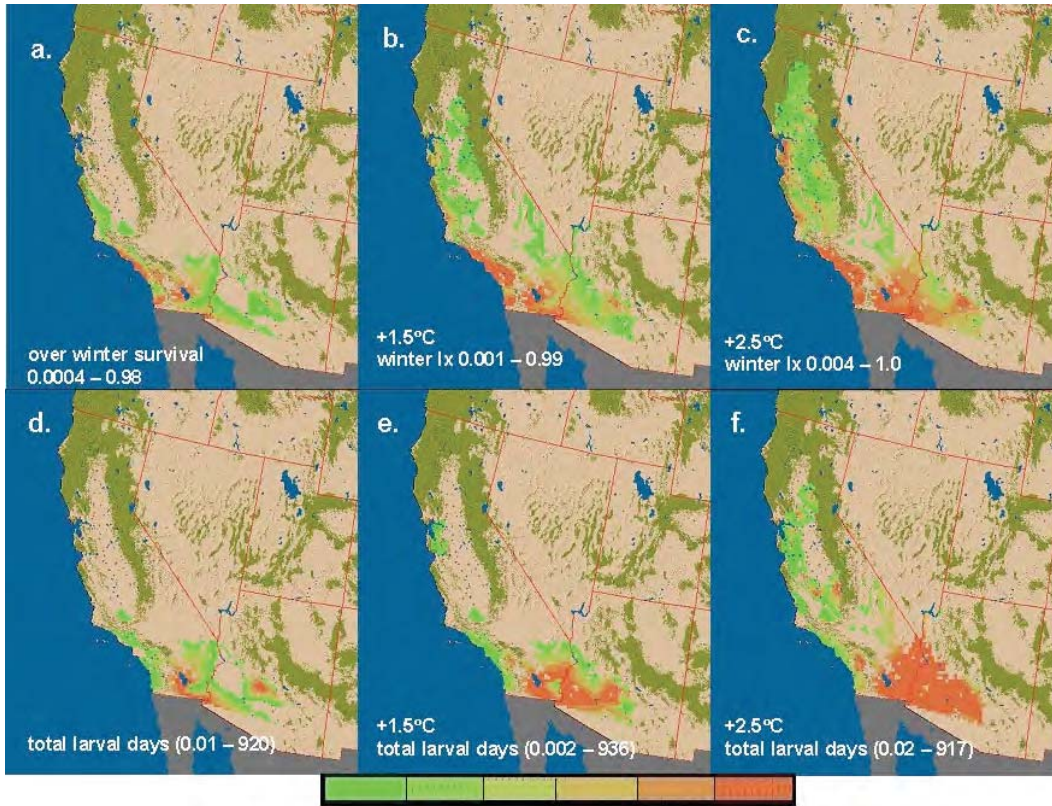 a.
over winter survival
0.0004 – 0.98
b.
+1.5°C
winter lx 0.001 – 0.99
c.
+2.5°C
winter lx 0.004 – 1.0
d.
total larval days (0.01 – 920)
e.
+1.5°C
total larval days (0.002 – 936)
f.
+2.5°C
total larval days (0.02 – 917)